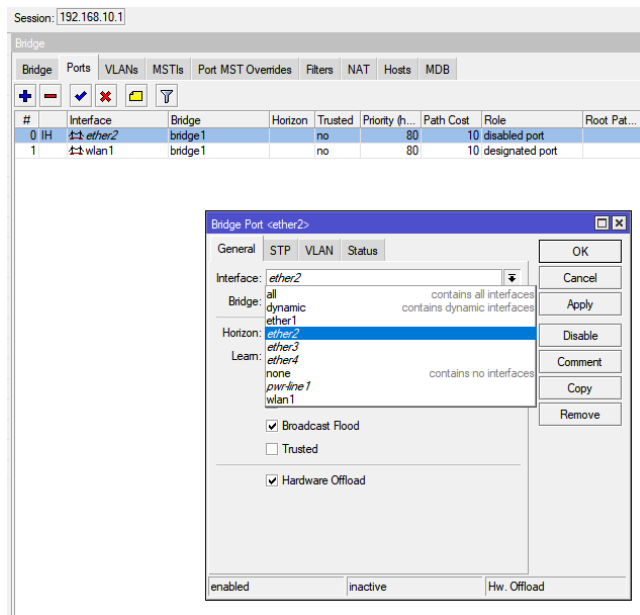 Session: 192.168.10.1
Bridge
Bridge Ports VLANs MSTIs Port MST Overrides Filters NAT Hosts MDB
# Interface Bridge Horizon Trusted Priority (h... Path Cost Role Root Pat...
0 IH ether2 bridge1 no 80 10 disabled port
1 wlan1 bridge1 no 80 10 designated port
Bridge Port <ether2>
General STP VLAN Status
OK
Interface: ether2
Cancel
all contains all interfaces
Bridge: dynamic contains dynamic interfaces
Apply
ether1
Horizon: ether2
Disable
ether3
Learn: ether4
Comment
none contains no interfaces
pwr-line1
Copy
wlan1
Remove
Broadcast Flood
Trusted
Hardware Offload
enabled inactive Hw. Offload